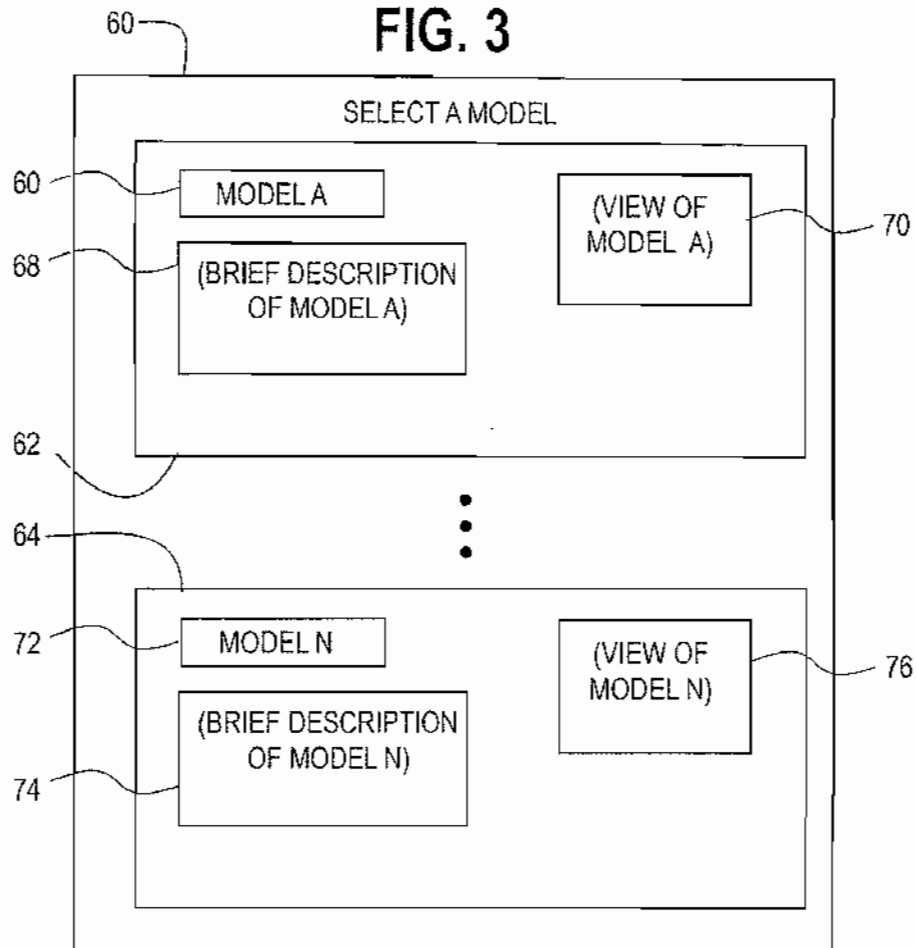 FIG. 3
60
SELECT A MODEL
60
MODEL A
(VIEW OF
MODEL A)
70
68
(BRIEF DESCRIPTION
OF MODEL A)
62
64
72
MODEL N
(VIEW OF
MODEL N)
76
(BRIEF DESCRIPTION
OF MODEL N)
74